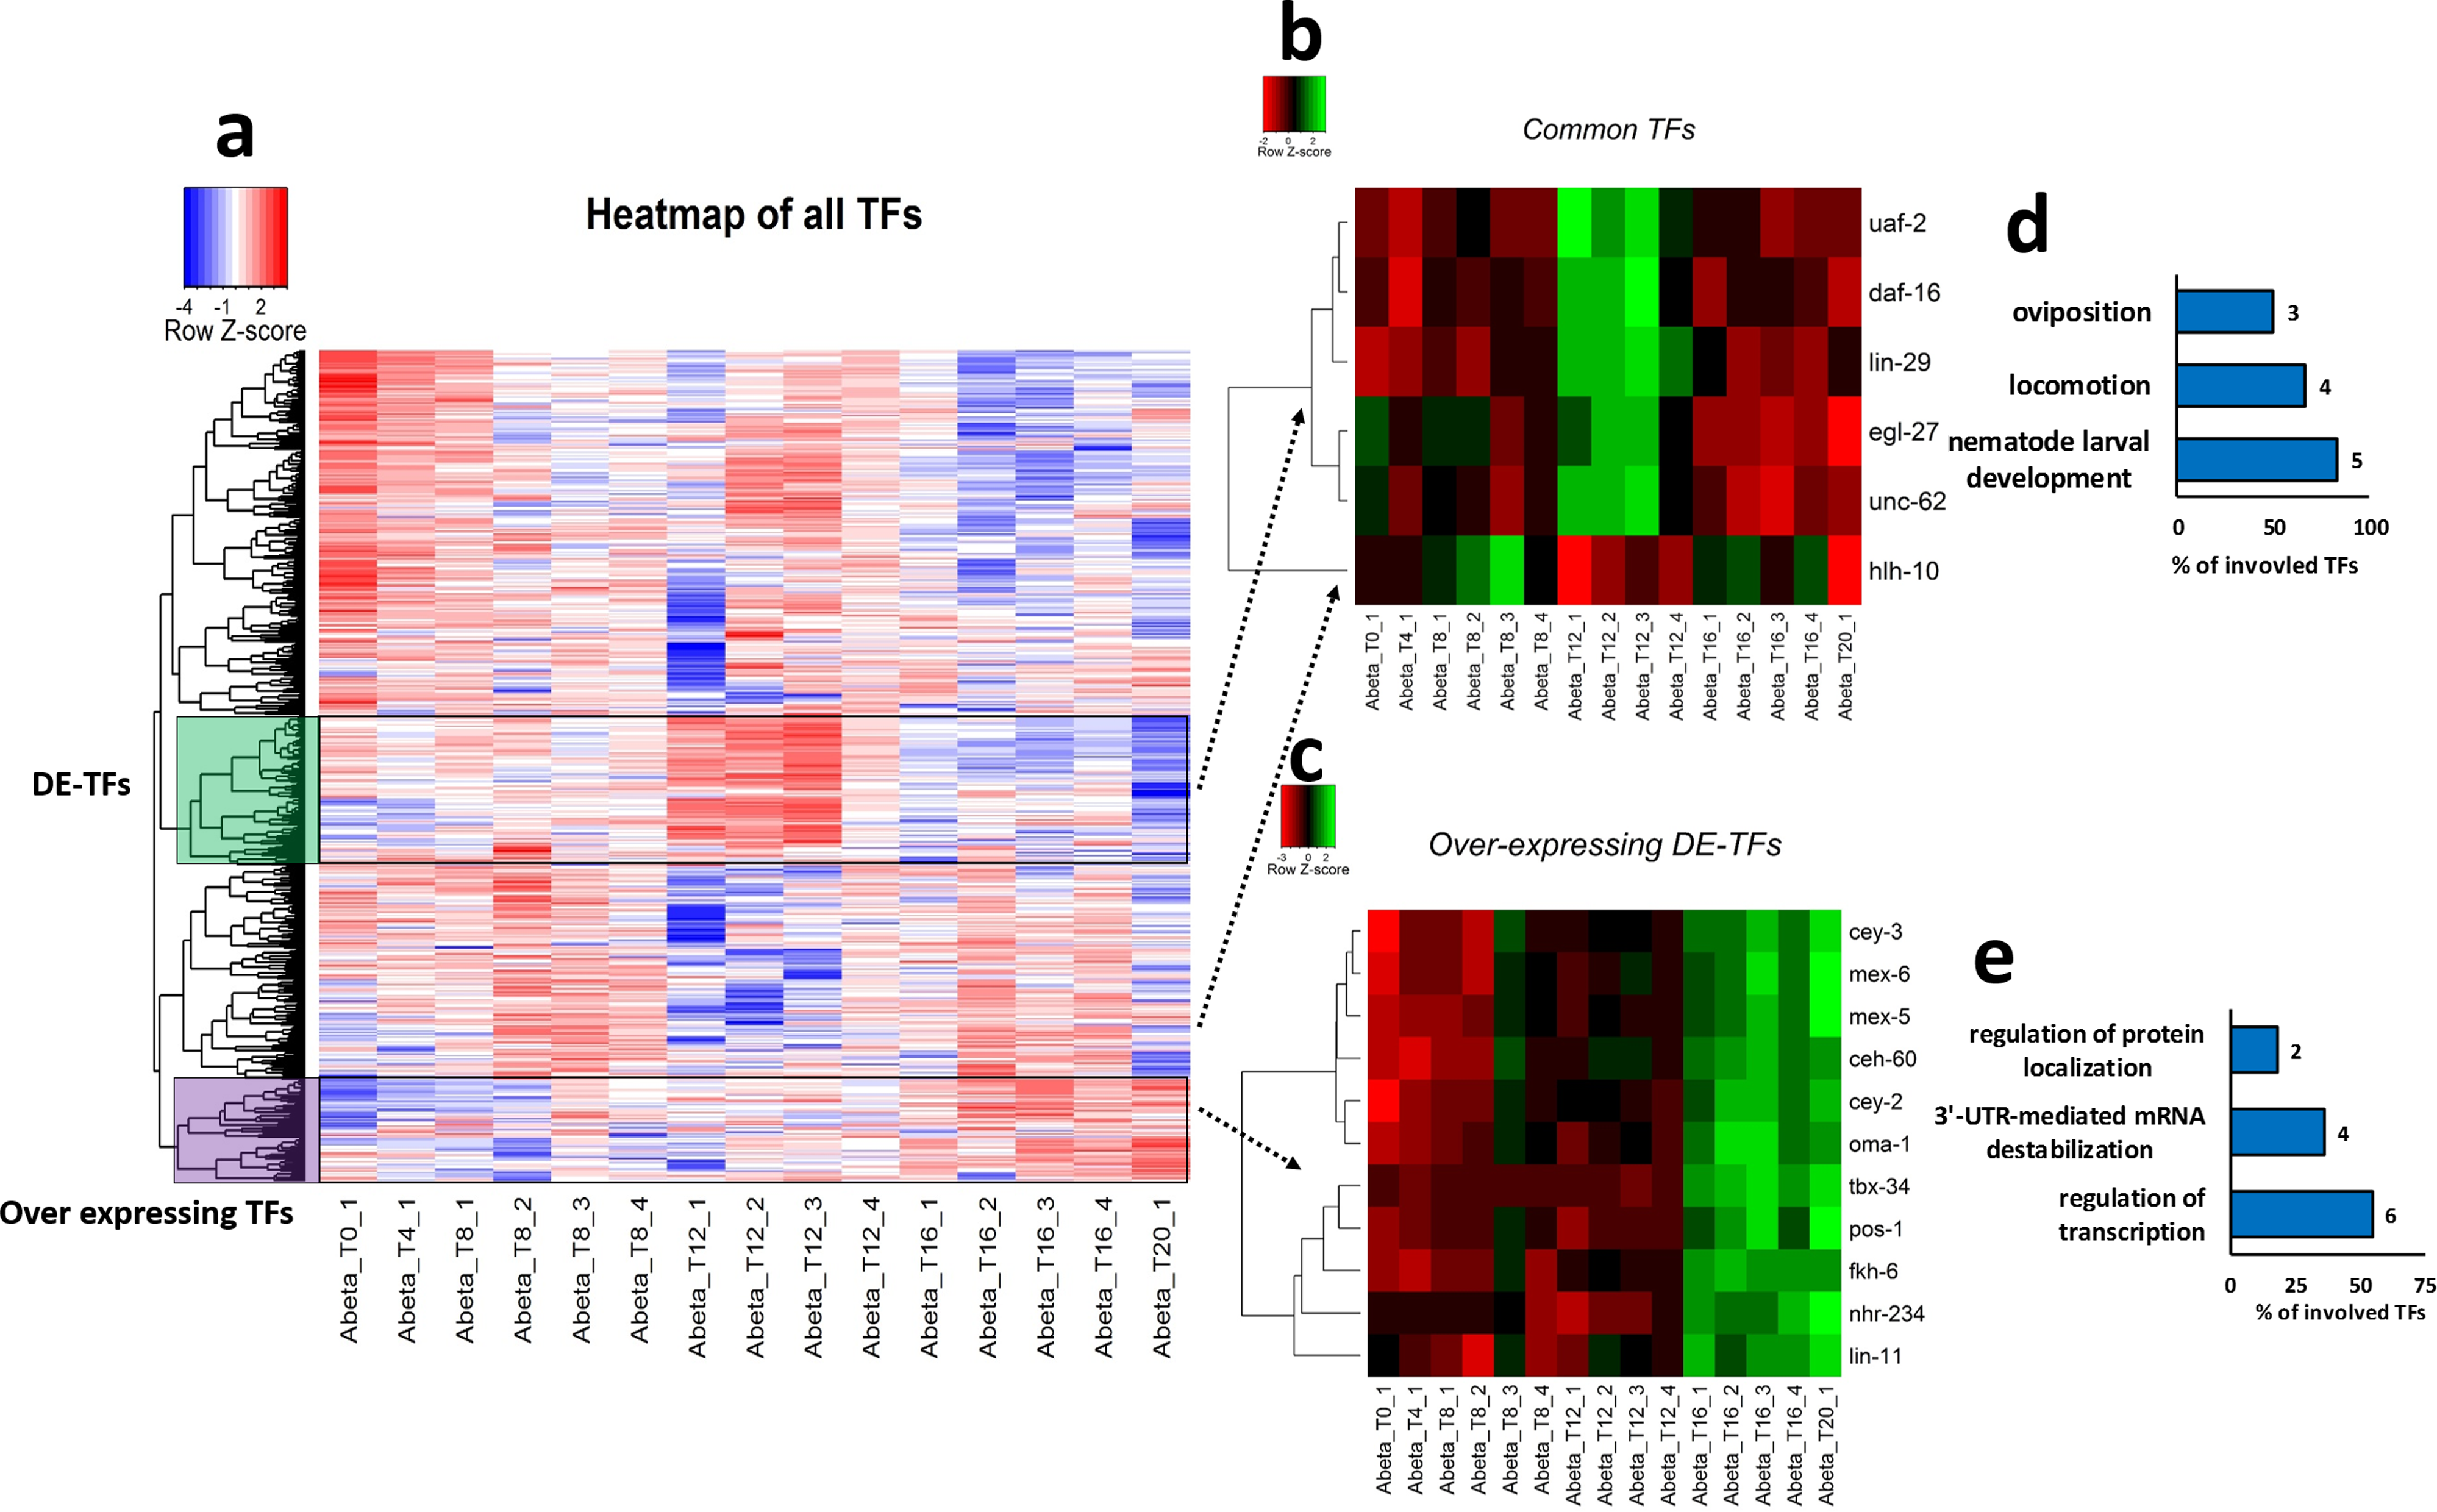 a
-4 -1 2
Row Z-score
Heatmap of all TFs
DE-TFs
Over expressing TFs
Abeta_T0_1
Abeta_T4_1
Abeta_T8_1
Abeta_T8_2
Abeta_T8_3
Abeta_T8_4
Abeta_T12_1
Abeta_T12_2
Abeta_T12_3
Abeta_T12_4
Abeta_T16_1
Abeta_T16_2
Abeta_T16_3
Abeta_T16_4
Abeta_T20_1
b
-2 0 2
Row Z-score
Common TFs
uaf-2
daf-16
lin-29
egl-27
unc-62
hlh-10
Abeta_T0_1
Abeta_T4_1
Abeta_T8_1
Abeta_T8_2
Abeta_T8_3
Abeta_T8_4
Abeta_T12_1
Abeta_T12_2
Abeta_T12_3
Abeta_T12_4
Abeta_T16_1
Abeta_T16_2
Abeta_T16_3
Abeta_T16_4
Abeta_T20_1
c
-3 0 2
Row Z-score
Over-expressing DE-TFs
cey-3
mex-6
mex-5
ceh-60
cey-2
oma-1
tbx-34
pos-1
fkh-6
nhr-234
lin-11
Abeta_T0_1
Abeta_T4_1
Abeta_T8_1
Abeta_T8_2
Abeta_T8_3
Abeta_T8_4
Abeta_T12_1
Abeta_T12_2
Abeta_T12_3
Abeta_T12_4
Abeta_T16_1
Abeta_T16_2
Abeta_T16_3
Abeta_T16_4
Abeta_T20_1
d
oviposition 3
locomotion 4
nematode larval
development 5
0 50 100
% of invovled TFs
e
regulation of protein
localization 2
3'-UTR-mediated mRNA
destabilization 4
regulation of
transcription 6
0 25 50 75
% of involved TFs